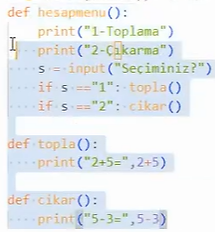 def hesapmenu():
    print("1-Toplama")
    print("2-Çıkarma")
    s = input("Seçiminiz?")
    if s =="1": topla()
    if s =="2": cikar()
def topla():
    print("2+5=",2+5)
def cikar():
    print("5-3=",5-3)